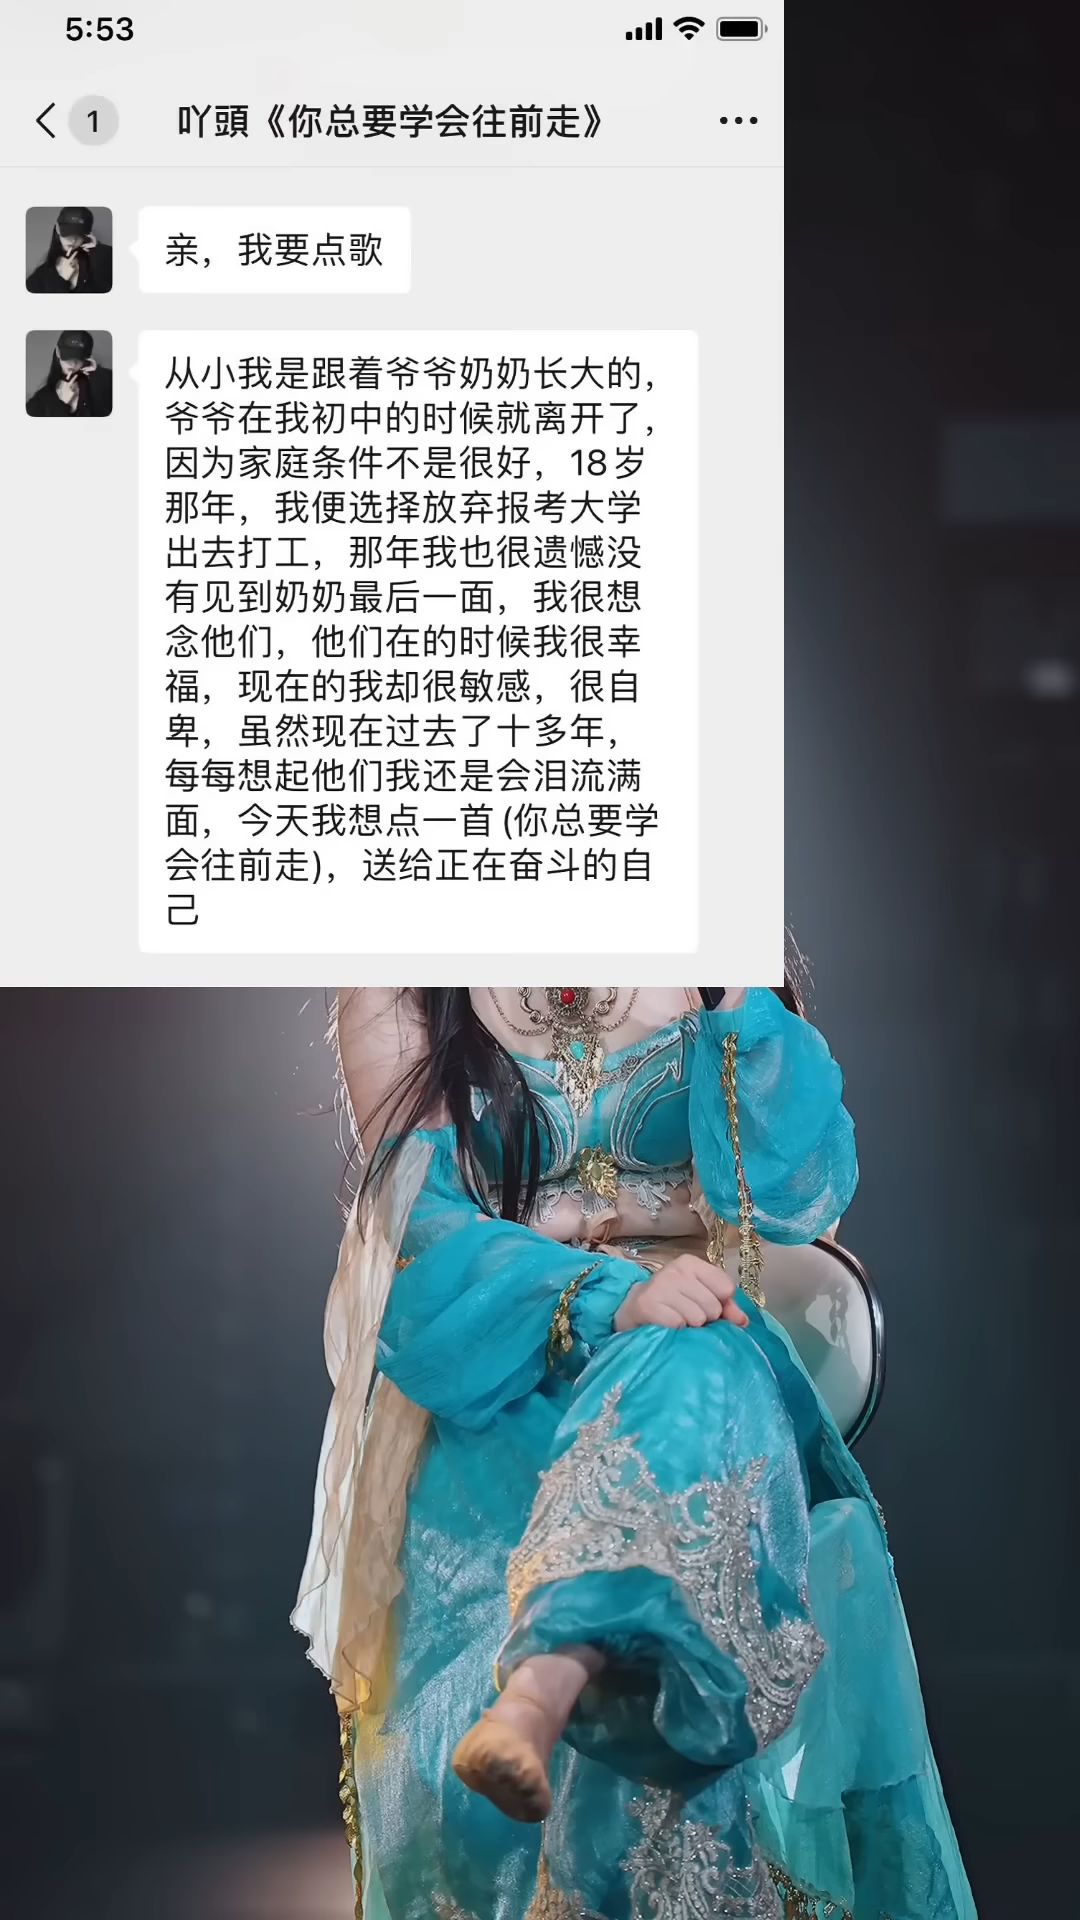 5:53
1
吖頭《你总要学会往前走》
亲，我要点歌
从小我是跟着爷爷奶奶长大的，
爷爷在我初中的时候就离开了，
因为家庭条件不是很好，18岁
那年，我便选择放弃报考大学
出去打工，那年我也很遗憾没
有见到奶奶最后一面，我很想
念他们，他们在的时候我很幸
福，现在的我却很敏感，很自
卑，虽然现在过去了十多年，
每每想起他们我还是会泪流满
面，今天我想点一首(你总要学
会往前走)，送给正在奋斗的自
己